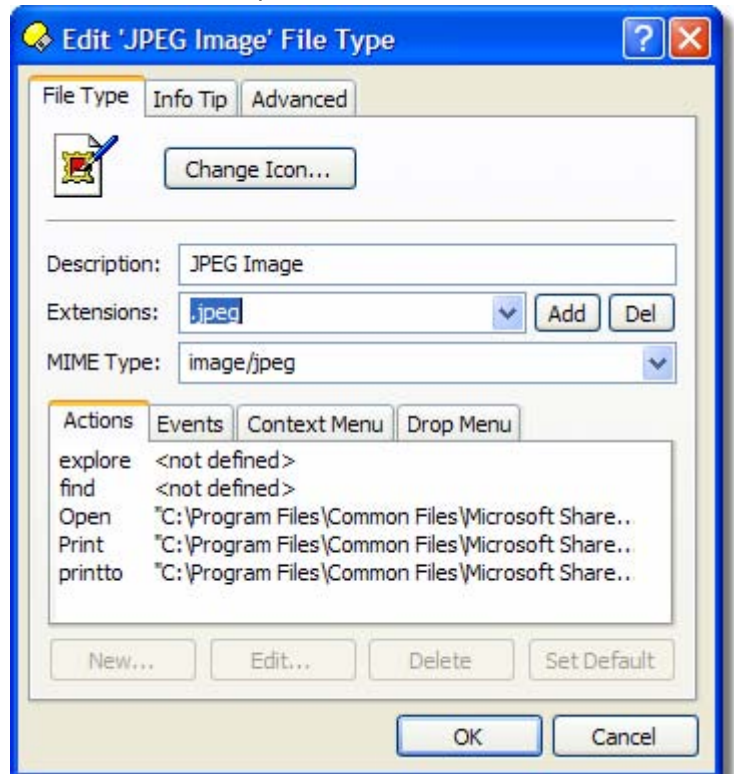 Edit 'JPEG Image' File Type
File Type Info Tip Advanced
Change Icon...
Description: JPEG Image
Extensions: .jpeg Add Del
MIME Type: image/jpeg
Actions Events Context Menu Drop Menu
explore <not defined>
find <not defined>
Open "C:\Program Files\Common Files\Microsoft Share...
Print "C:\Program Files\Common Files\Microsoft Share...
printto "C:\Program Files\Common Files\Microsoft Share...
New... Edit... Delete Set Default
OK Cancel